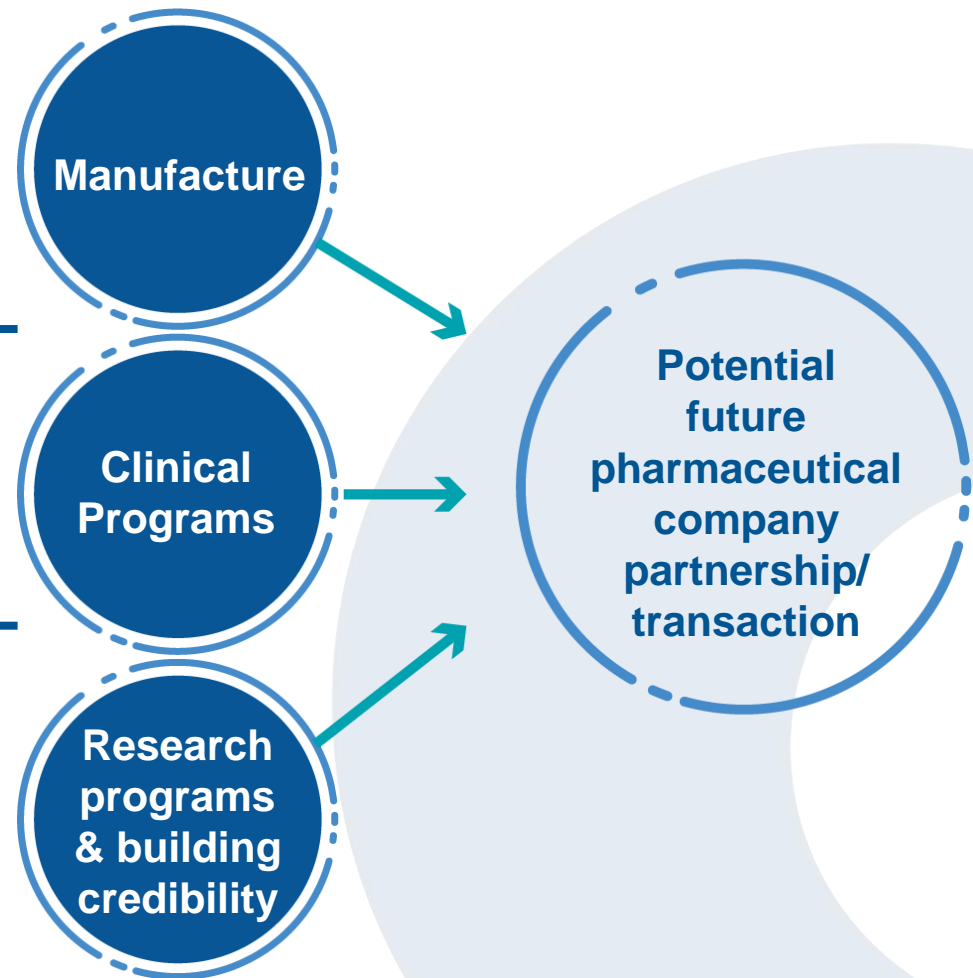 Manufacture
Clinical
Programs
Research
programs
& building
credibility
Potential
future
pharmaceutical
company
partnership/
transaction